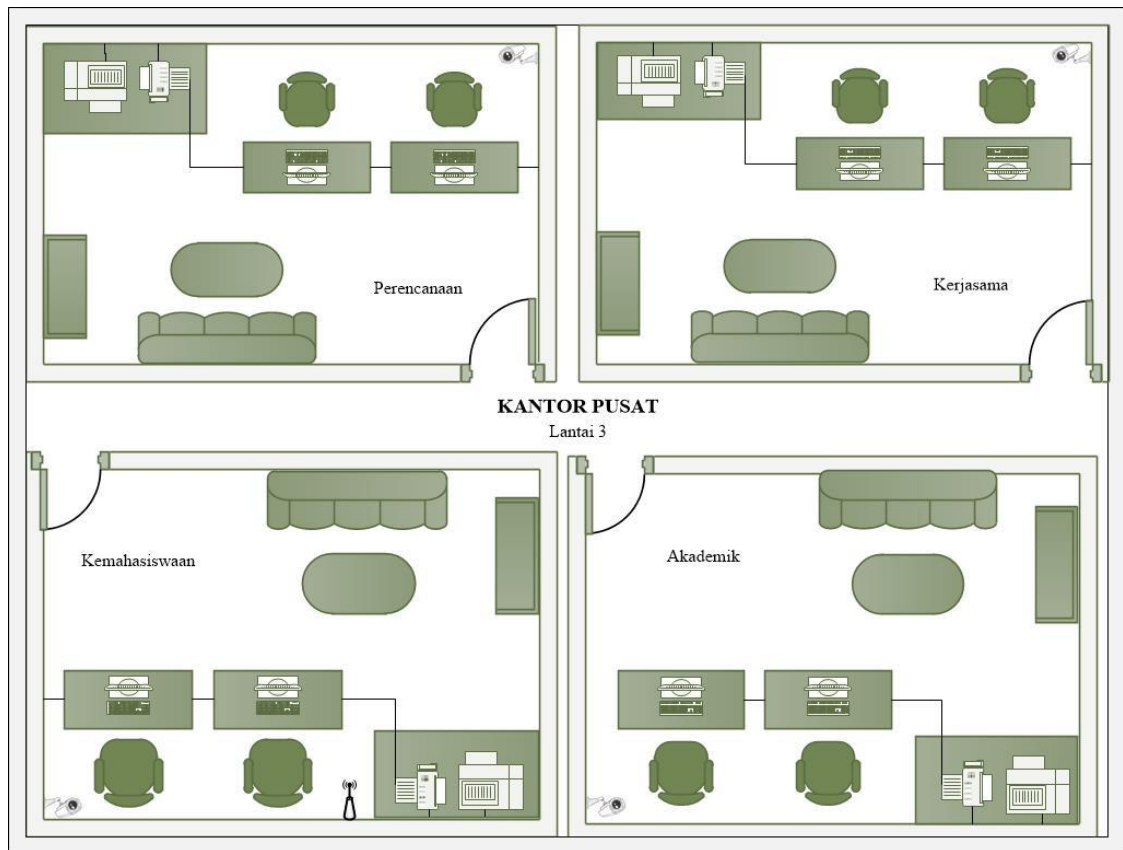 Perencanaan
Kerjasama
KANTOR PUSAT
Lantai 3
Kemahasiswaan
Akademik